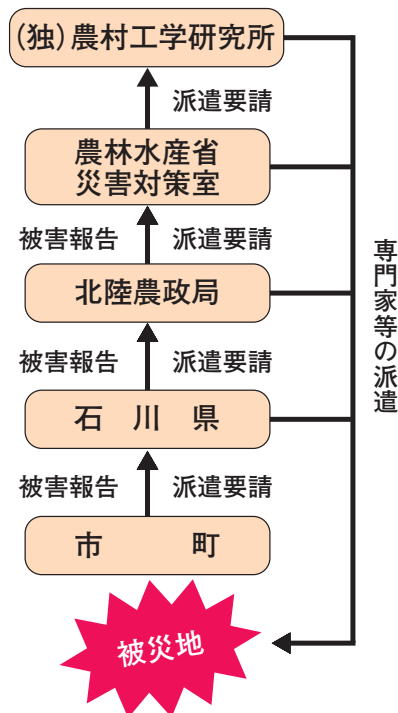 (独)農村工学研究所
派遣要請
農林水産省
災害対策室
被害報告 派遣要請
北陸農政局
被害報告 派遣要請
石川県
被害報告 派遣要請
市町
被災地
専門家等の派遣